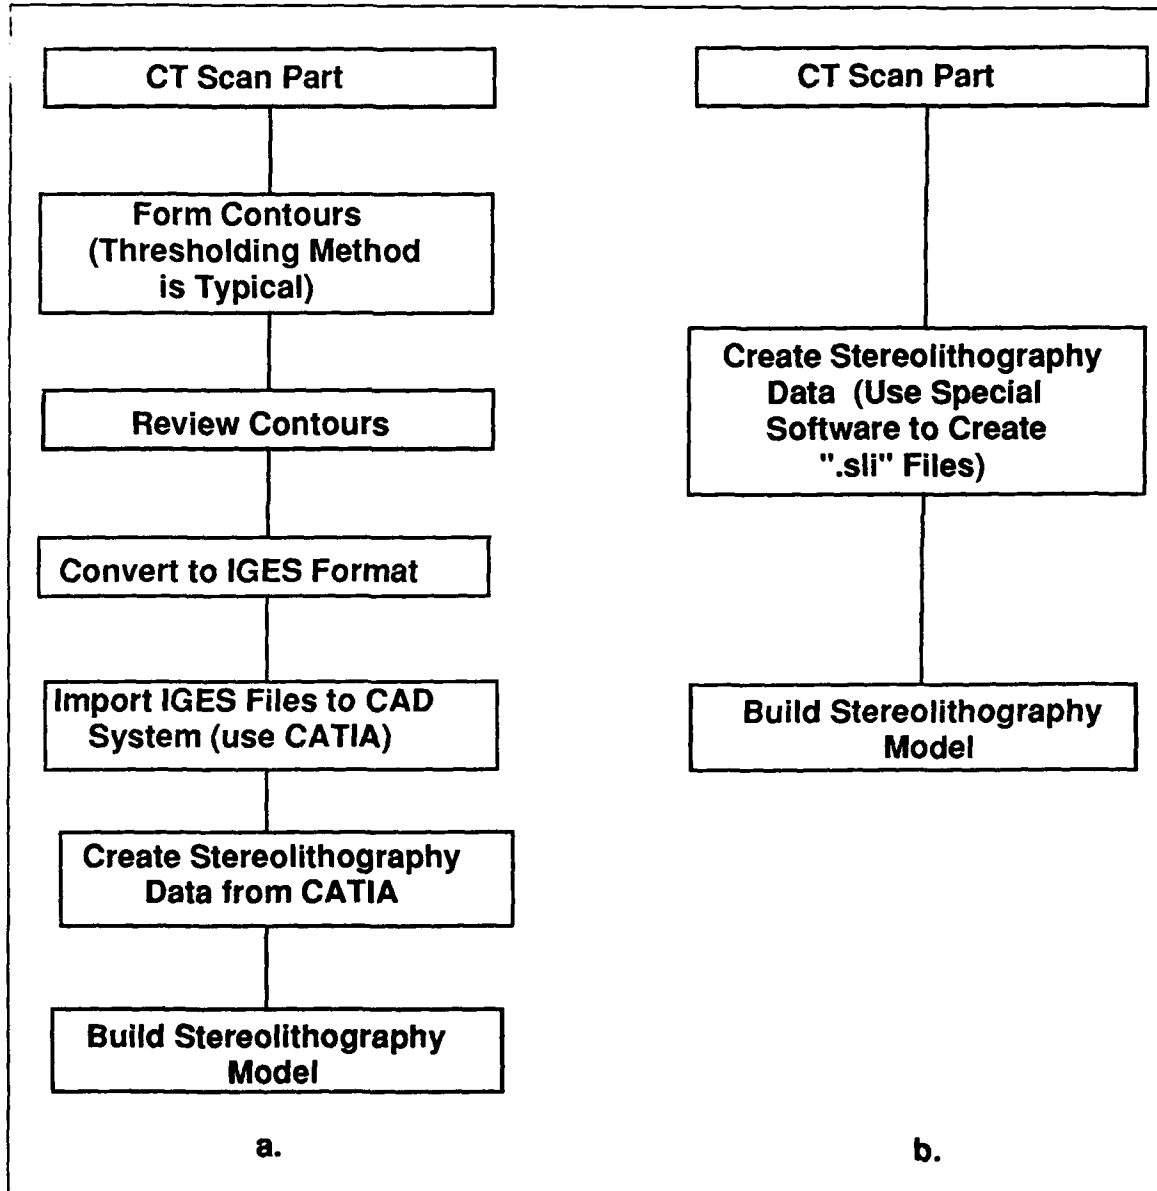 CT Scan Part
Form Contours
(Thresholding Method
is Typical)
Review Contours
Convert to IGES Format
Import IGES Files to CAD
System (use CATIA)
Create Stereolithography
Data from CATIA
Build Stereolithography
Model
a.
CT Scan Part
Create Stereolithography
Data (Use Special
Software to Create
".sli" Files)
Build Stereolithography
Model
b.